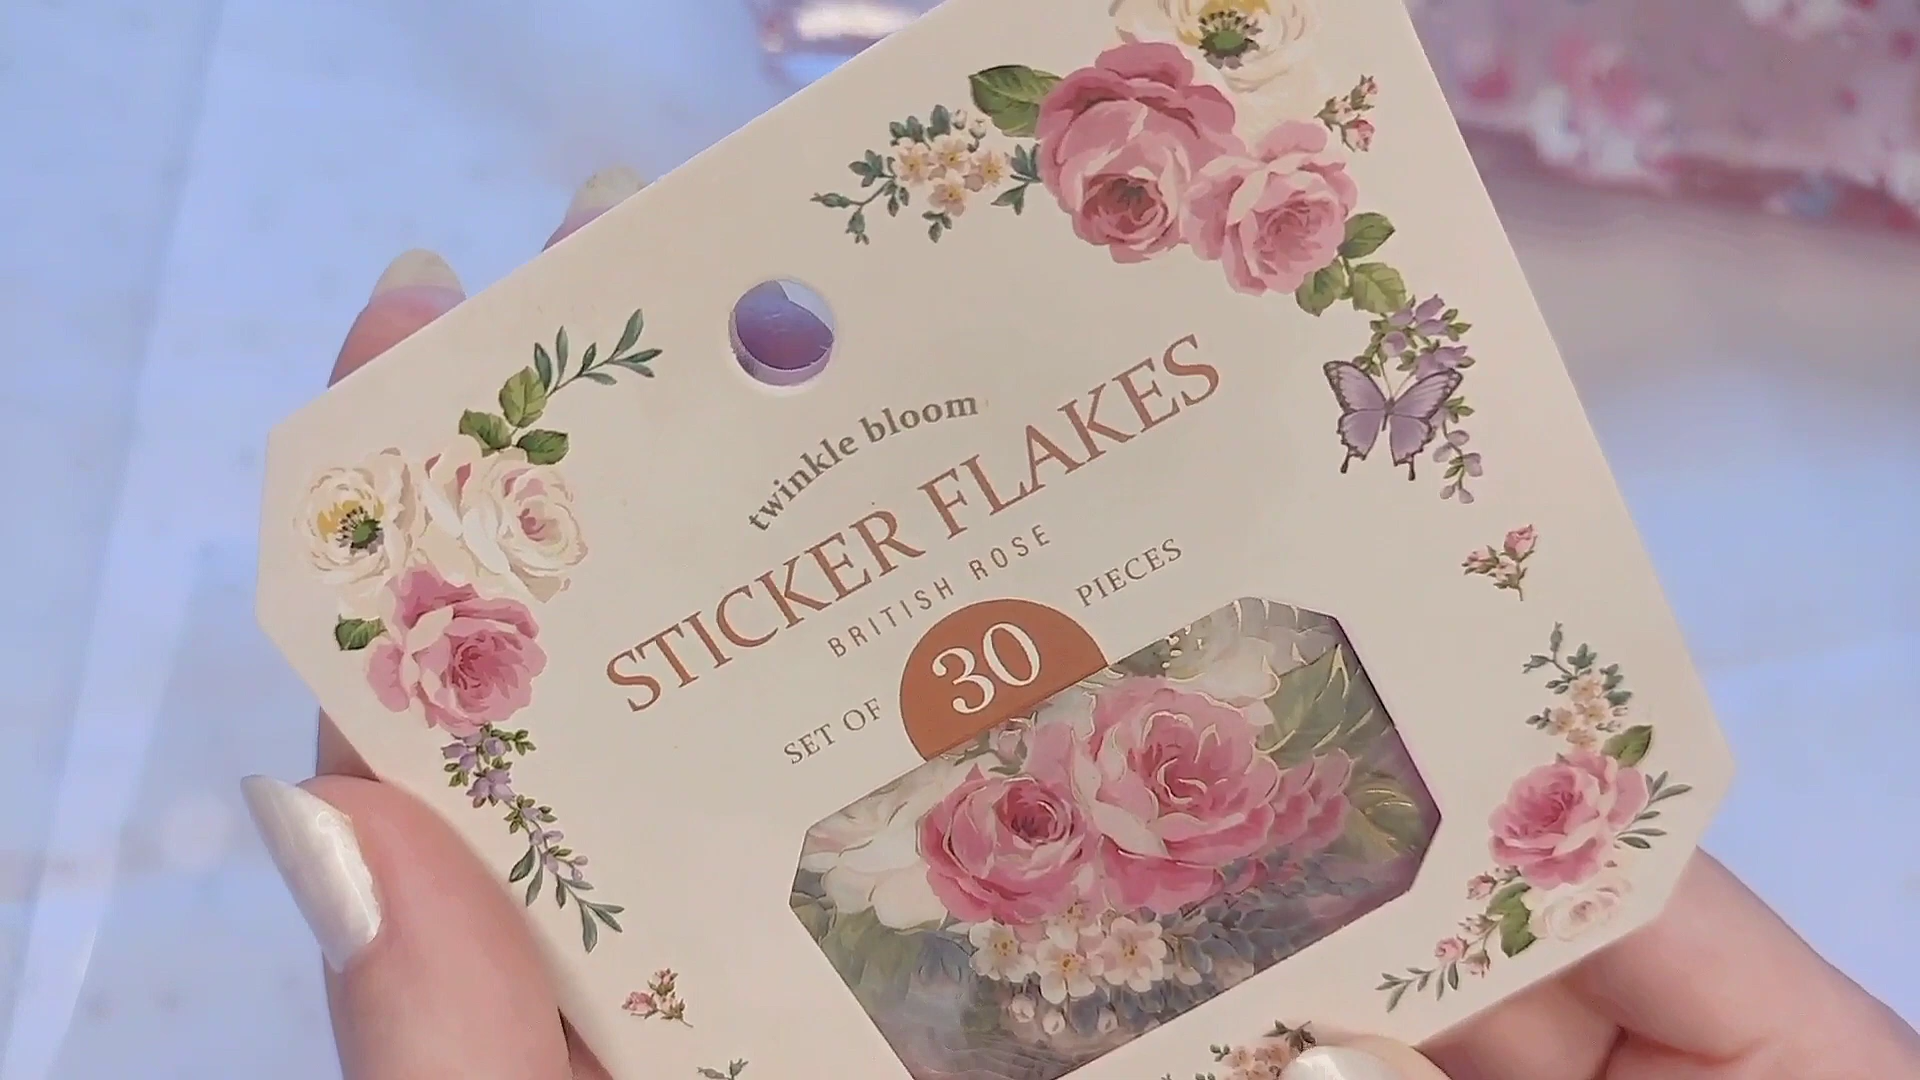 twinkle bloom
STICKER FLAKES
BRITISH ROSE
SET OF 30 PIECES